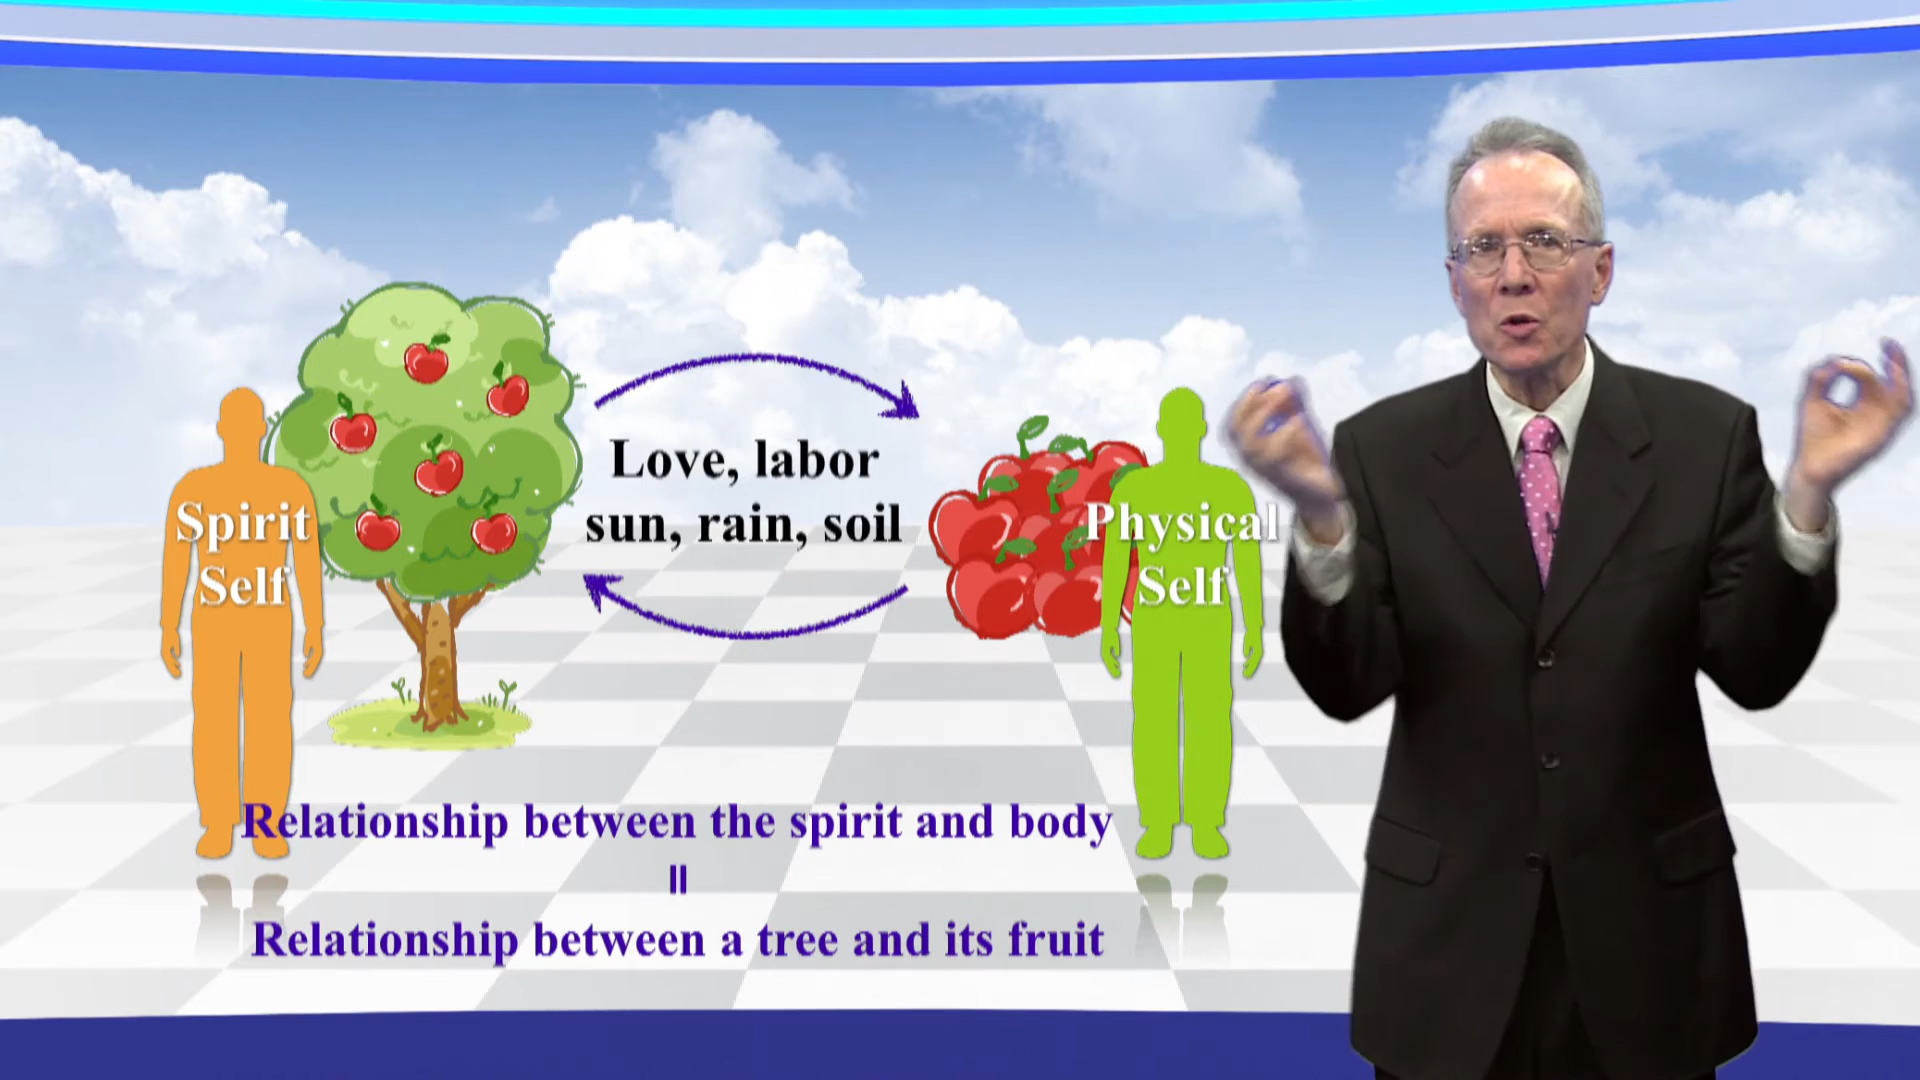 Love, labor
sun, rain, soil
Spirit
Self
Physical
Self
Relationship between the spirit and body
=
Relationship between a tree and its fruit